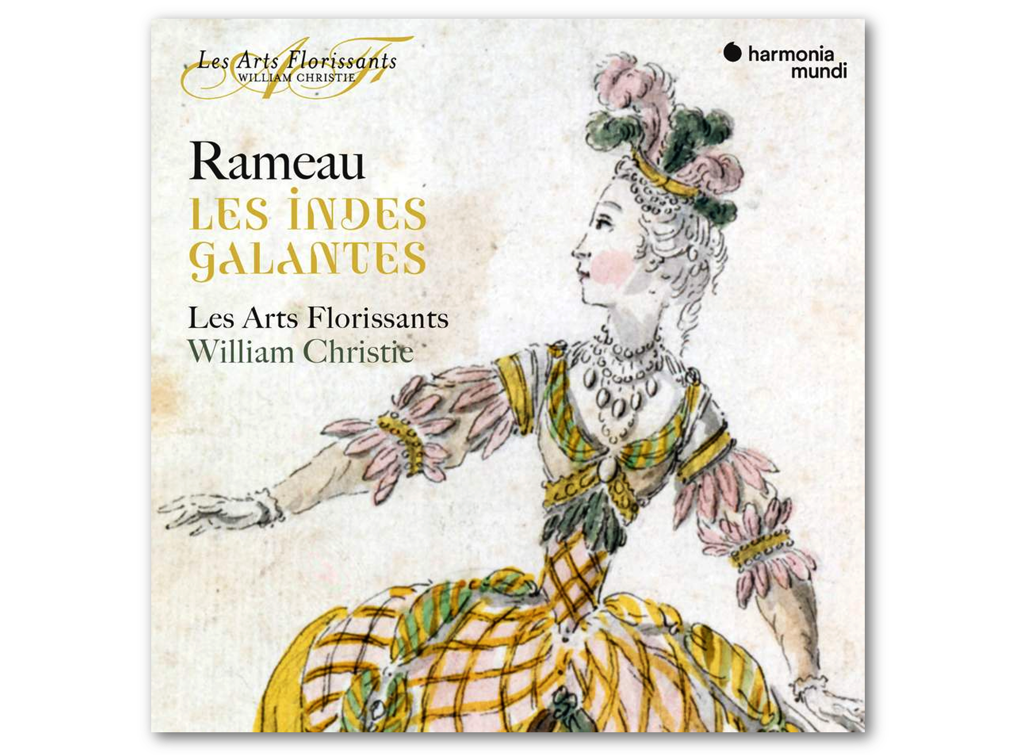 Les Arts Florissants
WILLIAM CHRISTIE
harmonia
mundi
Rameau
LES INDES
GALANTES
Les Arts Florissants
William Christie